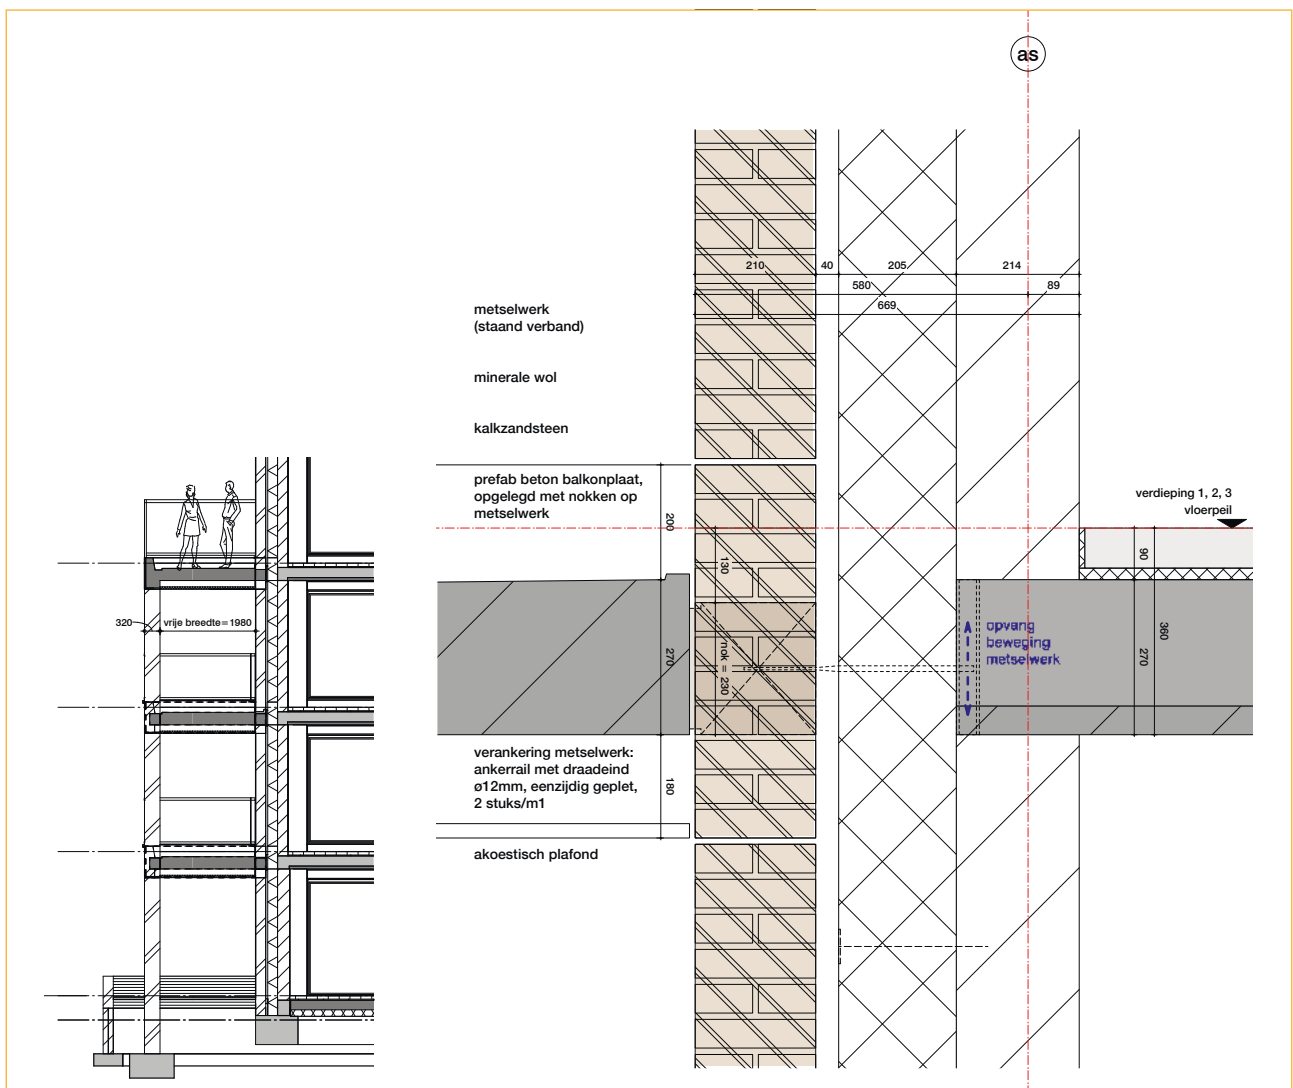 as
210
40
205
214
580
89
669
metselwerk
(staand verband)
minerale wol
kalkzandsteen
prefab beton balkonplaat,
opgelegd met nokken op
metselwerk
verdieping 1, 2, 3
vloerpeil
200
130
90
320
vrije breedte=1980
270
nok = 230
opvang
beweging
metselwerk
360
270
verankering metselwerk:
ankerrail met draadeind
ø12mm, eenzijdig geplet,
2 stuks/m1
180
akoestisch plafond